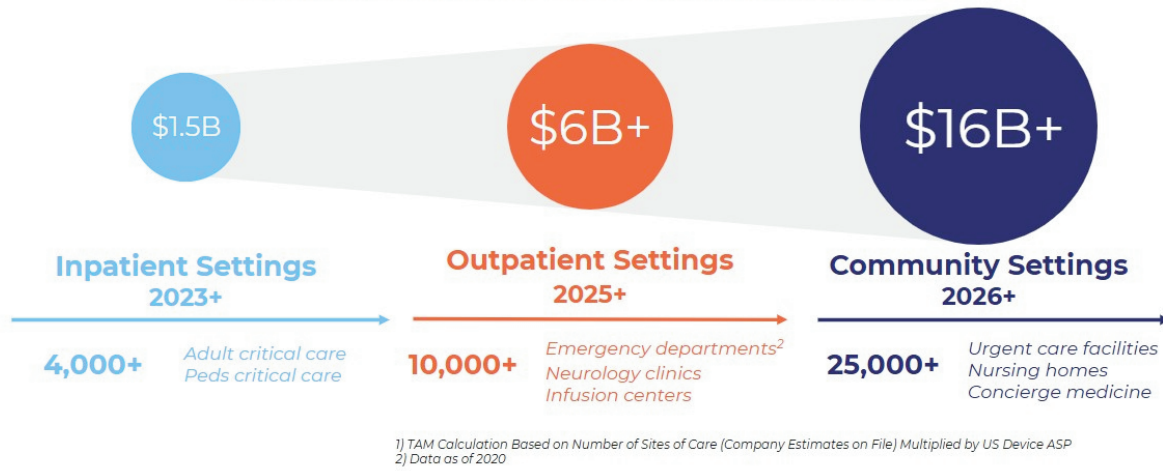 $1.5B
$6B+
$16B+
Inpatient Settings
2023+
Outpatient Settings
2025+
Community Settings
2026+
4,000+
Adult critical care
Peds critical care
10,000+
Emergency departments2
Neurology clinics
Infusion centers
25,000+
Urgent care facilities
Nursing homes
Concierge medicine
1) TAM Calculation Based on Number of Sites of Care (Company Estimates on File) Multiplied by US Device ASP
2) Data as of 2020